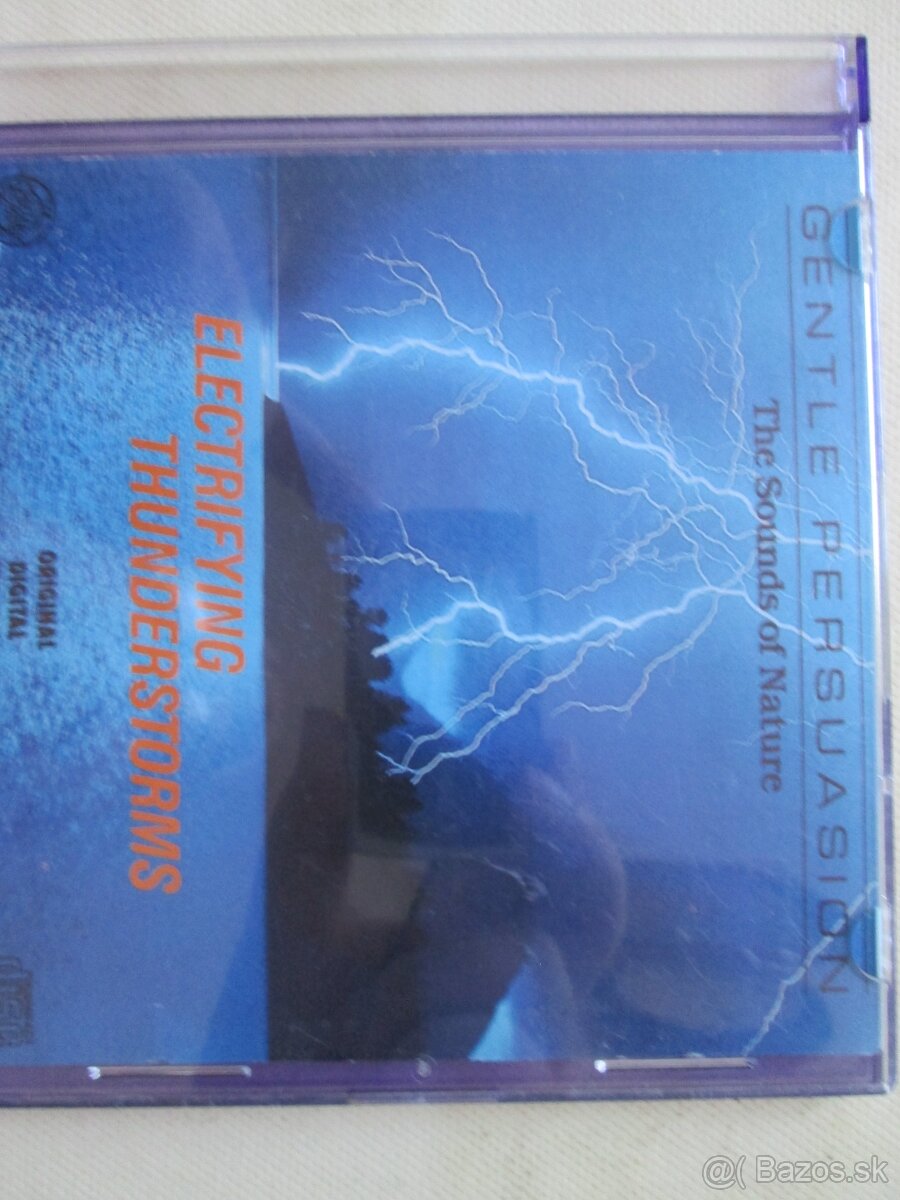 GENTLE PERSUASION
The Sounds of Nature
ELECTRIFYING
THUNDERSTORMS
ORIGINAL
DIGITAL
@( Bazos.sk